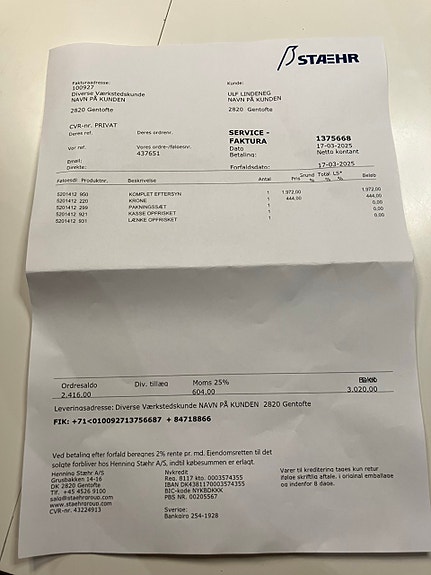 STÆHR
Fakturaadresse:
100927
Diverse Værkstedskunde
NAVN PÅ KUNDEN
2820 Gentofte
Kunde:
ULF LINDENEG
NAVN PÅ KUNDEN
2820 Gentofte
CVR-nr. PRIVAT
Deres ref. Deres ordrenr.
Vor ref. Vores ordre-/følgesnr.
437651
Email:
Direkte:
SERVICE -
FAKTURA 1375668
Dato 17-03-2025
Betaling: Netto kontant
Forfaldsdato: 17-03-2025
Følgesdl. Produktnr. Beskrivelse Antal Pris Grund % Total % LS* % Beløb
5201412 950 KOMPLET EFTERSYN 1 1.972,00 1.972,00
5201412 220 KRONE 1 444,00 444,00
5201412 299 PAKNINGSSÆT 1 0,00
5201412 921 KASSE OPFRISKET 1 0,00
5201412 931 LÆNKE OPFRISKET 1 0,00
Ordresaldo Div. tillæg Moms 25%
2.416,00 604,00 3.020,00
Leveringsadresse: Diverse Værkstedskunde NAVN PÅ KUNDEN 2820 Gentofte
FIK: +71<010092713756687 + 84718866
Ved betaling efter forfald beregnes 2% rente pr. md. Ejendomsretten til det
solgte forbliver hos Henning Stæhr A/S, indtil købesummen er erlagt.
Henning Stæhr A/S
Grusbakken 14-16
DK 2820 Gentofte
Tlf. +45 4526 9100
salg@staehrgroup.com
www.staehrgroup.com
CVR-nr. 43224913
Nykredit
Reg. 8117 kto. 0003574355
IBAN DK4381170003574355
BIC-kode NYKBDKKK
PBS NR. 00205567
Sverige:
Bankgiro 254-1928
Varer til kreditering tages kun retur
ifølge skriftlig aftale, i original emballage
og indenfor 8 dage.